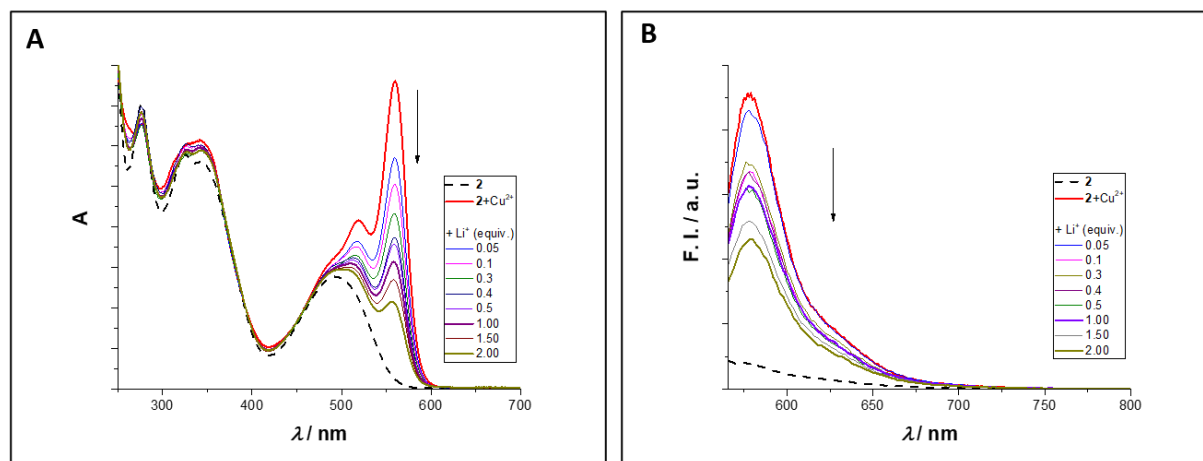 A
A
300
400
500
600
700
λ / nm
2
2+Cu²⁺
+ Li⁺ (equiv.)
0.05
0.1
0.3
0.4
0.5
1.00
1.50
2.00
B
F. I. / a. u.
600
650
700
750
800
λ / nm
2
2+Cu²⁺
+ Li⁺ (equiv.)
0.05
0.1
0.3
0.4
0.5
1.00
1.50
2.00